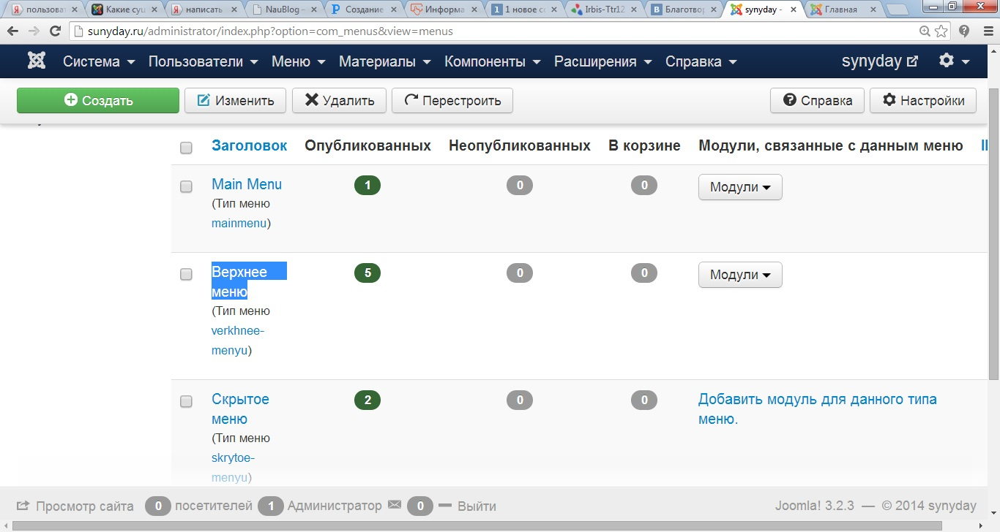 пользоват
Какие суц
написать
NauBlog –
Создание
Информа
1 новое с
Irbis-Ttr12
Благотвор
synyday -
Главная
sunyday.ru/administrator/index.php?option=com_menus&view=menus
Система Пользователи Меню Материалы Компоненты Расширения Справка synyday
Создать Изменить Удалить Перестроить Справка Настройки
Заголовок Опубликованных Неопубликованных В корзине Модули, связанные с данным меню
Main Menu 1 0 0 Модули
(Тип меню
mainmenu)
Верхнее 5 0 0 Модули
меню
(Тип меню
verkhnee-
menyu)
Скрытое 2 0 0 Добавить модуль для данного типа
меню меню.
(Тип меню
skrytoe-
menyu)
Просмотр сайта 0 посетителей 1 Администратор 0 Выйти Joomla! 3.2.3 — © 2014 synyday